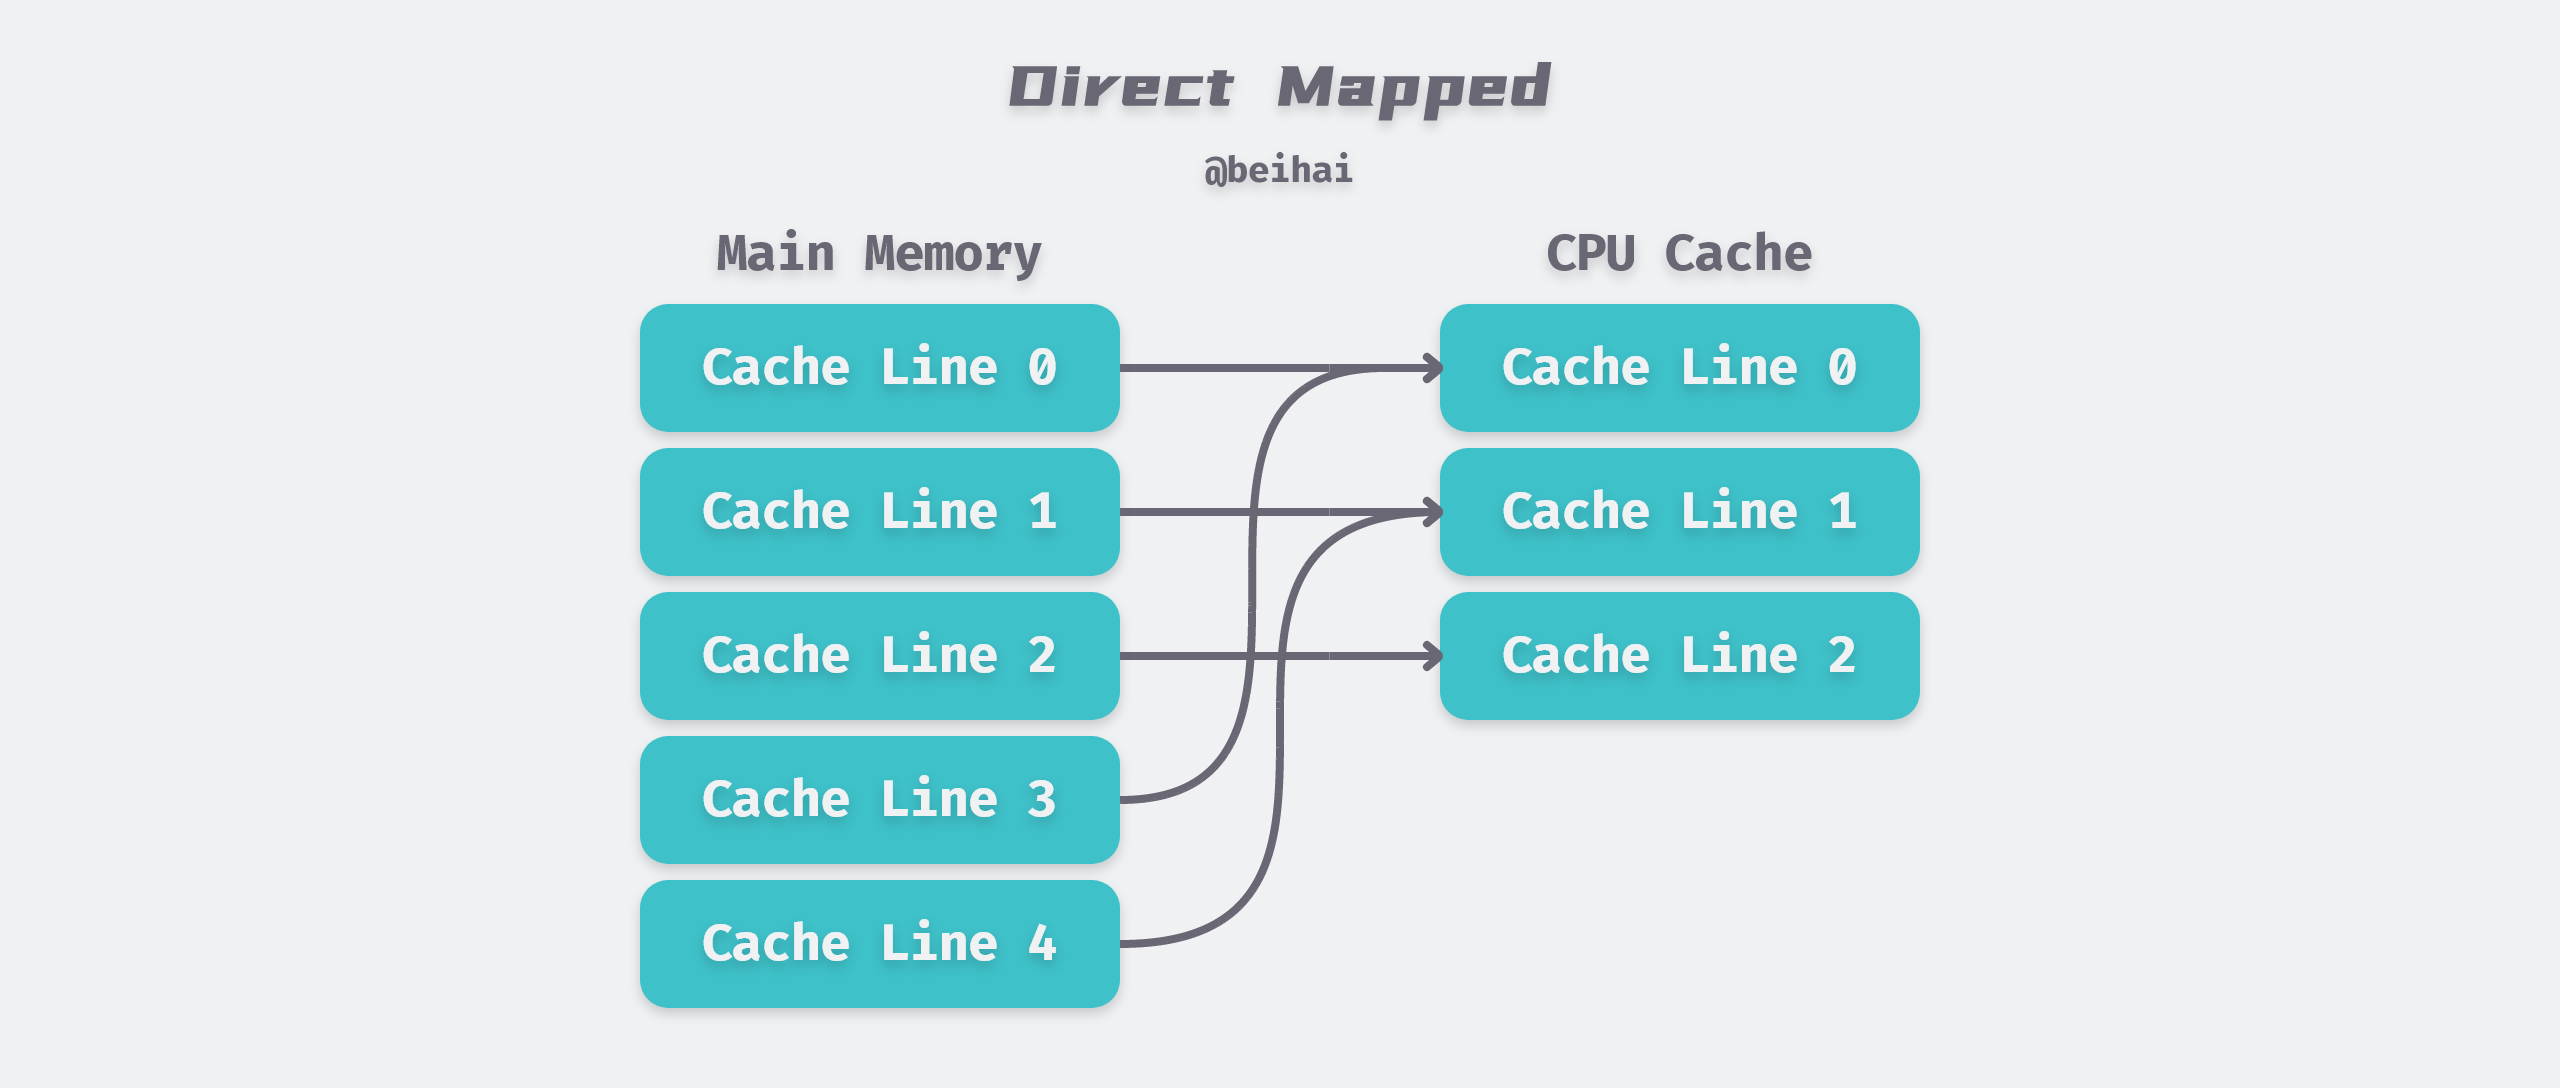 Direct Mapped
@beihai
Main Memory
CPU Cache
Cache Line 0
Cache Line 0
Cache Line 1
Cache Line 1
Cache Line 2
Cache Line 2
Cache Line 3
Cache Line 4